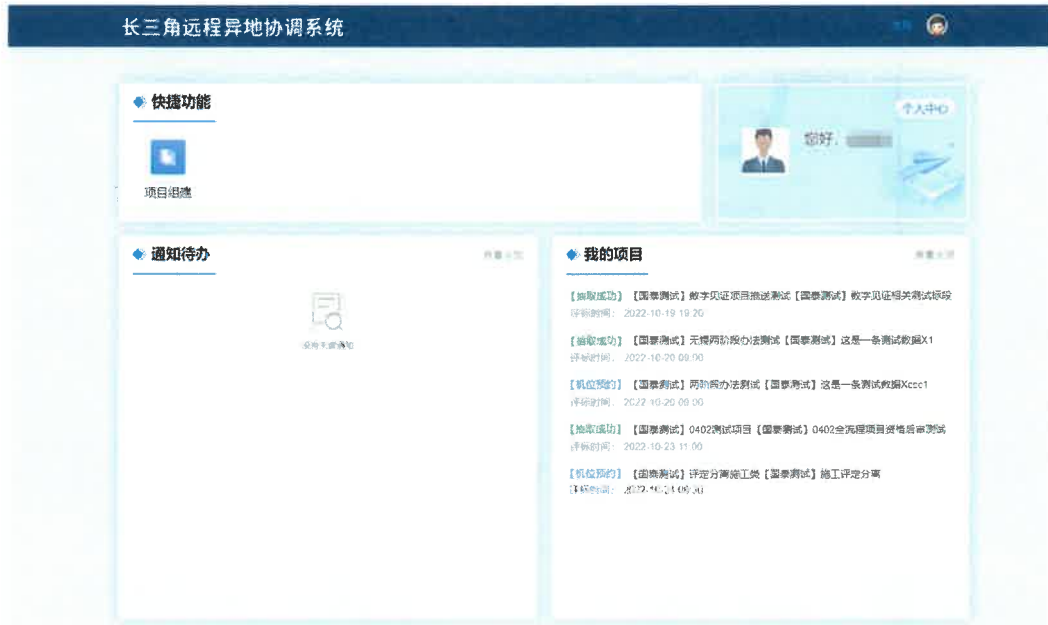 长三角远程异地协调系统
快捷功能
项目组建
个人中心
您好，
通知待办
我的项目
【抽取成功】【国泰测试】数字见证项目推送测试【国泰测试】数字见证相关测试标段
评标时间： 2022-10-19 19:20
【抽取成功】【国泰测试】无锡两阶段办法测试【国泰测试】这是一条测试数据X1
评标时间： 2022-10-20 09:00
【机位预约】【国泰测试】两阶段办法测试【国泰测试】这是一条测试数据
评标时间： 2022-10-20 09:00
【抽取成功】【国泰测试】0402测试项目【国泰测试】0402全流程项目资格后审测试
评标时间： 2022-10-23 11:00
【机位预约】【国泰测试】评定分离施工类【国泰测试】施工评定分离
评标时间：